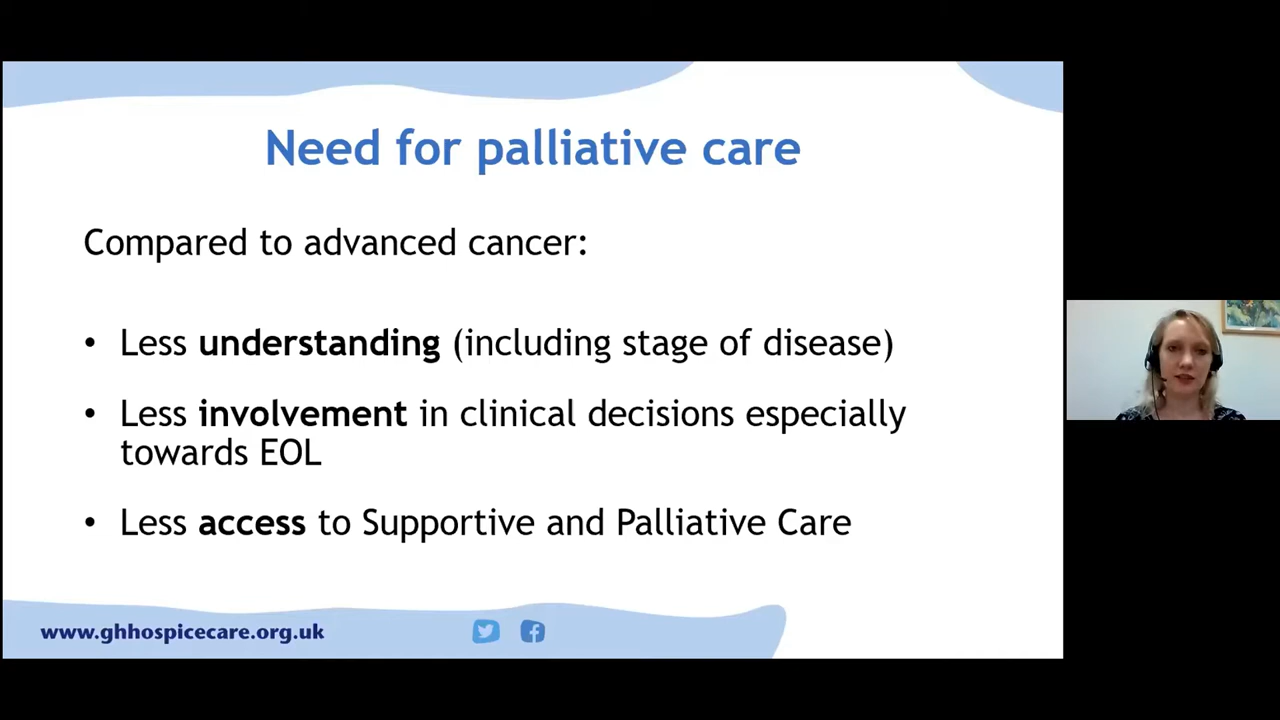 Need for palliative care
Compared to advanced cancer:
• Less understanding (including stage of disease)
• Less involvement in clinical decisions especially
towards EOL
• Less access to Supportive and Palliative Care
www.ghhospicecare.org.uk